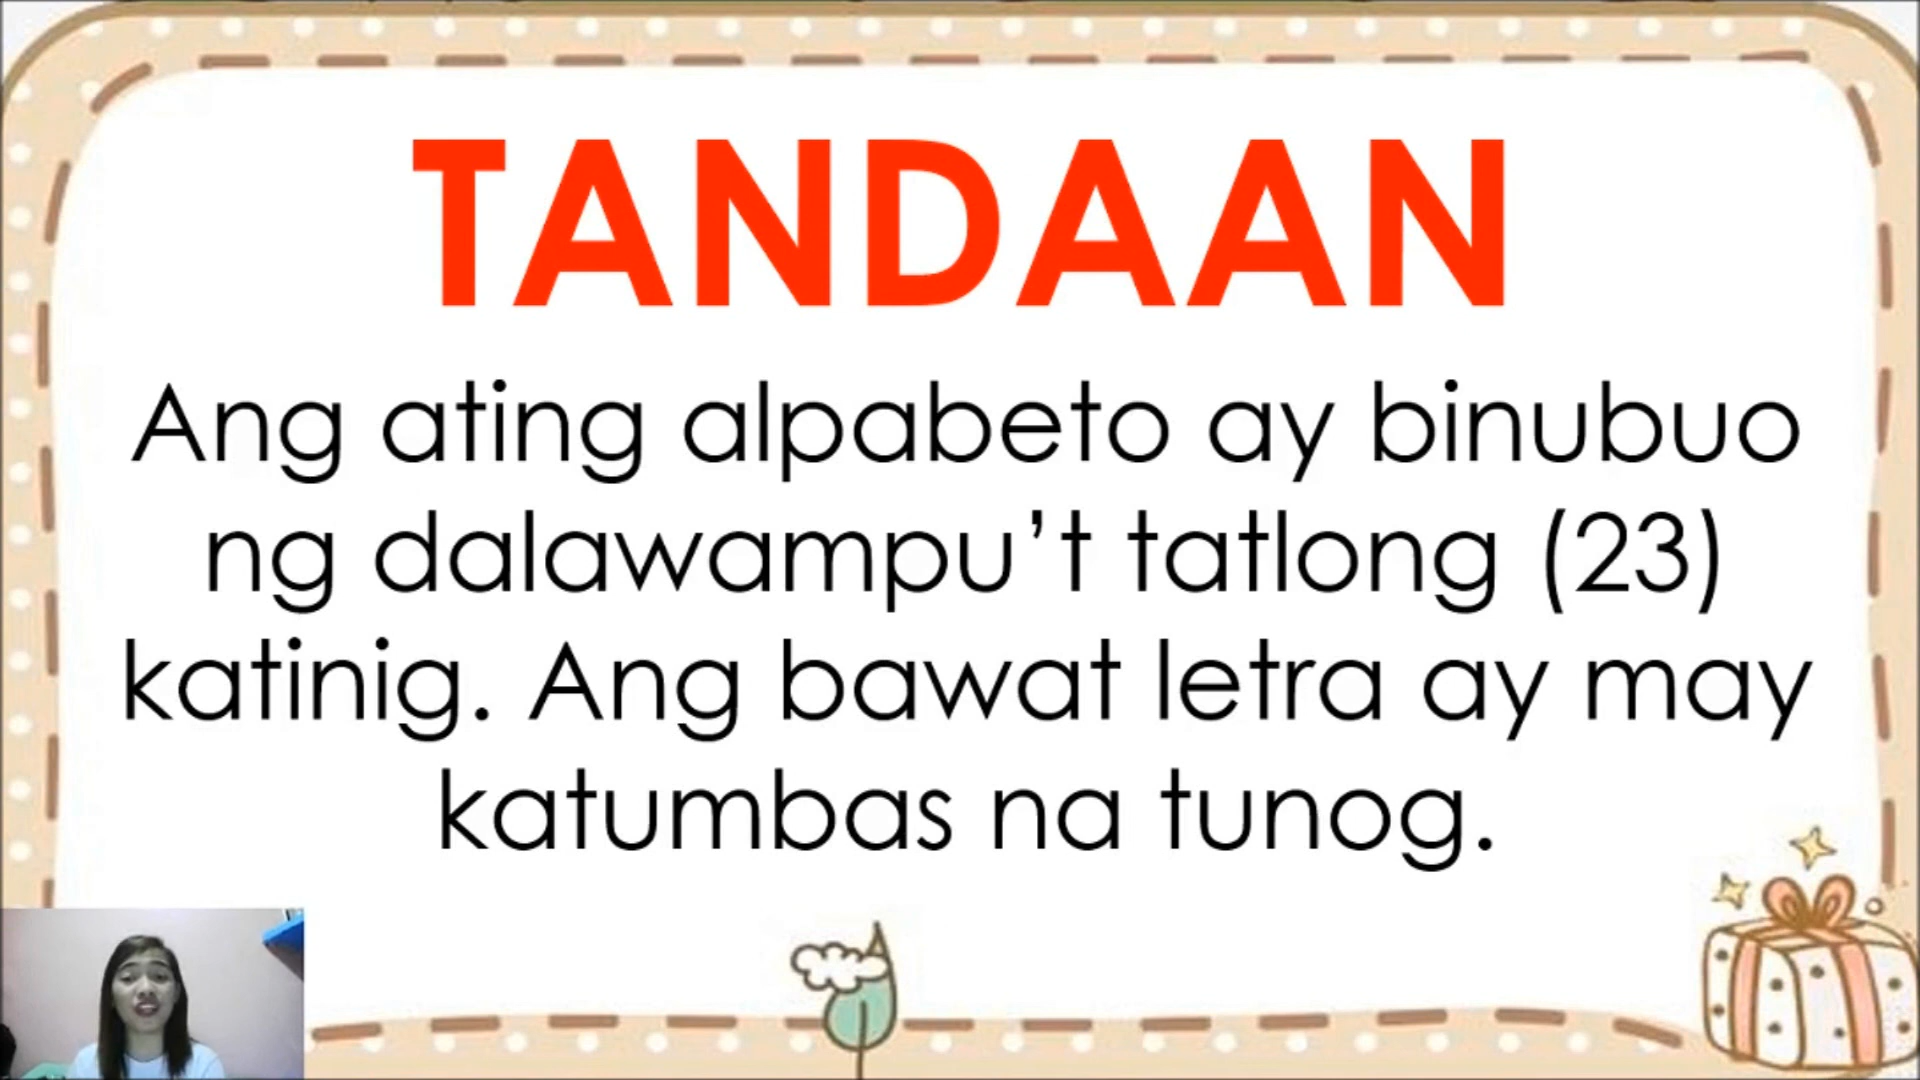 TANDAAN
Ang ating alpabeto ay binubuo
ng dalawampu’t tatlong (23)
katinig. Ang bawat letra ay may
katumbas na tunog.